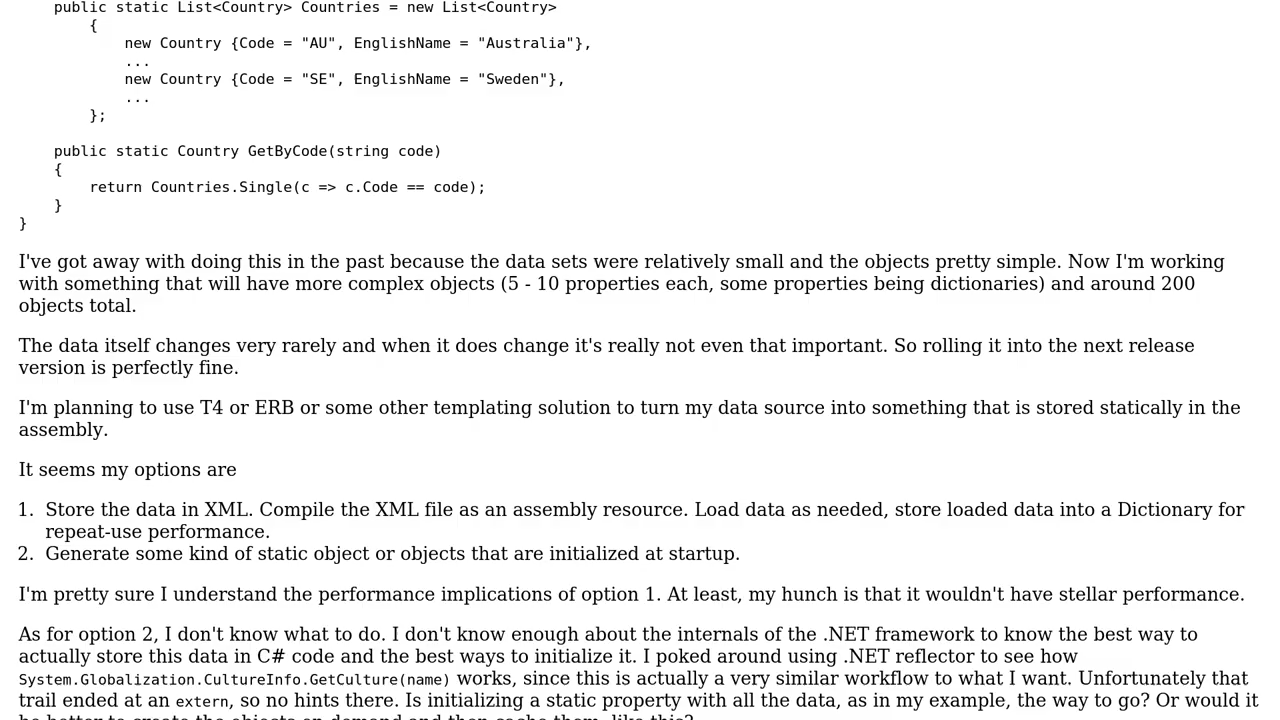 public static List<Country> Countries = new List<Country>
{
new Country {Code = "AU", EnglishName = "Australia"},
...
new Country {Code = "SE", EnglishName = "Sweden"},
...
};
public static Country GetByCode(string code)
{
return Countries.Single(c => c.Code == code);
}
}
I've got away with doing this in the past because the data sets were relatively small and the objects pretty simple. Now I'm working
with something that will have more complex objects (5 - 10 properties each, some properties being dictionaries) and around 200
objects total.
The data itself changes very rarely and when it does change it's really not even that important. So rolling it into the next release
version is perfectly fine.
I'm planning to use T4 or ERB or some other templating solution to turn my data source into something that is stored statically in the
assembly.
It seems my options are
1. Store the data in XML. Compile the XML file as an assembly resource. Load data as needed, store loaded data into a Dictionary for
repeat-use performance.
2. Generate some kind of static object or objects that are initialized at startup.
I'm pretty sure I understand the performance implications of option 1. At least, my hunch is that it wouldn't have stellar performance.
As for option 2, I don't know what to do. I don't know enough about the internals of the .NET framework to know the best way to
actually store this data in C# code and the best ways to initialize it. I poked around using .NET reflector to see how
System.Globalization.CultureInfo.GetCulture(name) works, since this is actually a very similar workflow to what I want. Unfortunately that
trail ended at an extern, so no hints there. Is initializing a static property with all the data, as in my example, the way to go? Or would it
be better to create the objects on demand and then cache them, like this?